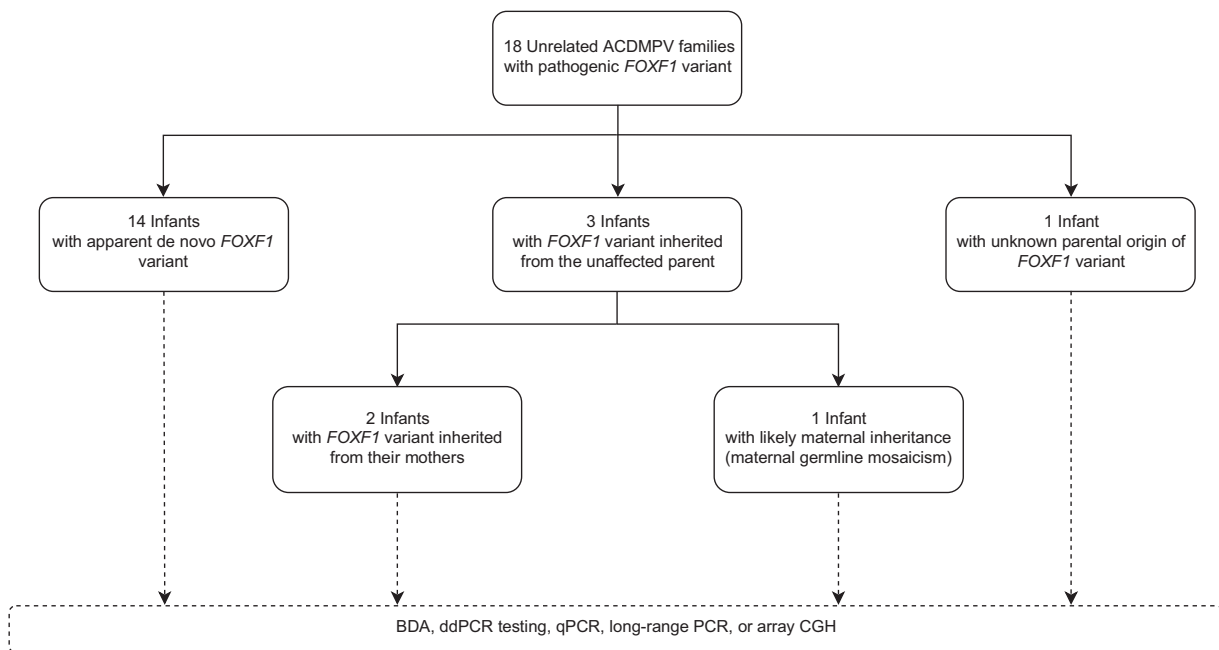 18 Unrelated ACDMPV families
with pathogenic FOXF1 variant
14 Infants
with apparent de novo FOXF1
variant
3 Infants
with FOXF1 variant inherited
from the unaffected parent
1 Infant
with unknown parental origin of
FOXF1 variant
2 Infants
with FOXF1 variant inherited
from their mothers
1 Infant
with likely maternal inheritance
(maternal germline mosaicism)
BDA, ddPCR testing, qPCR, long-range PCR, or array CGH